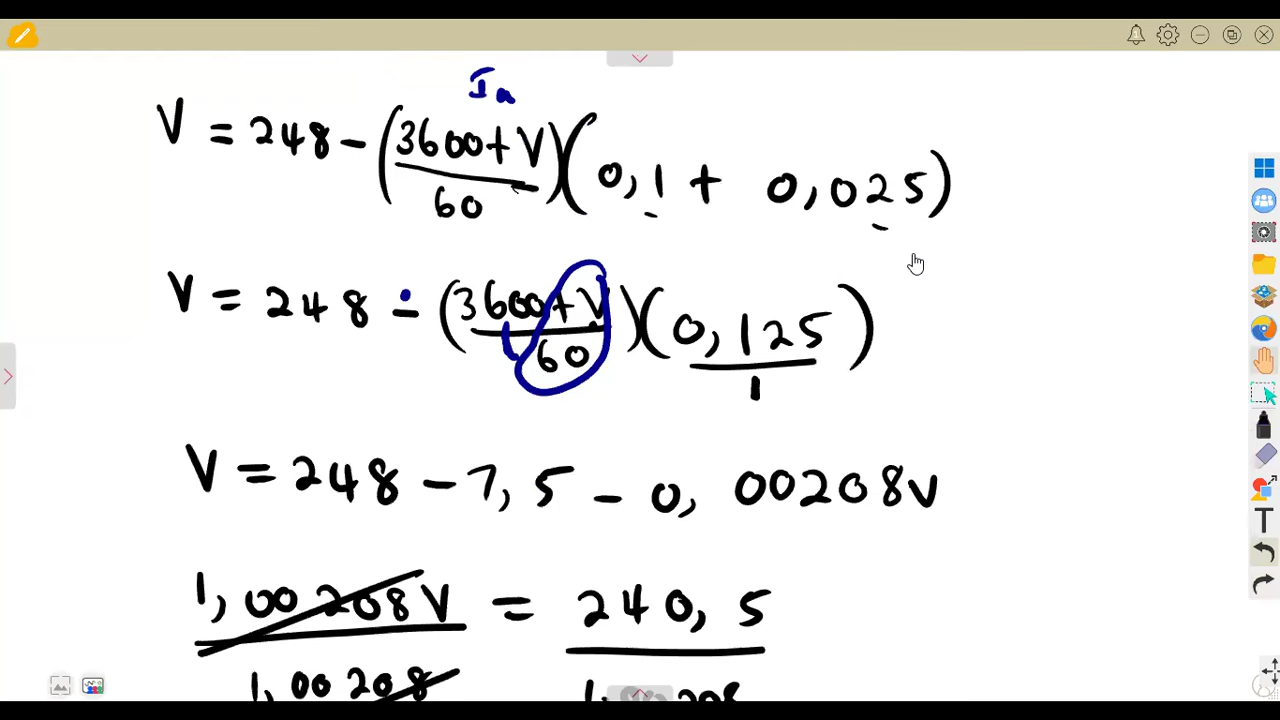 Ia
V = 248 - (3600 + V / 60)(0,1 + 0,025)
V = 248 - (3600 + V / 60)(0,125 / 1)
V = 248 - 7,5 - 0,00208V
1,00208V = 240,5
1,00208